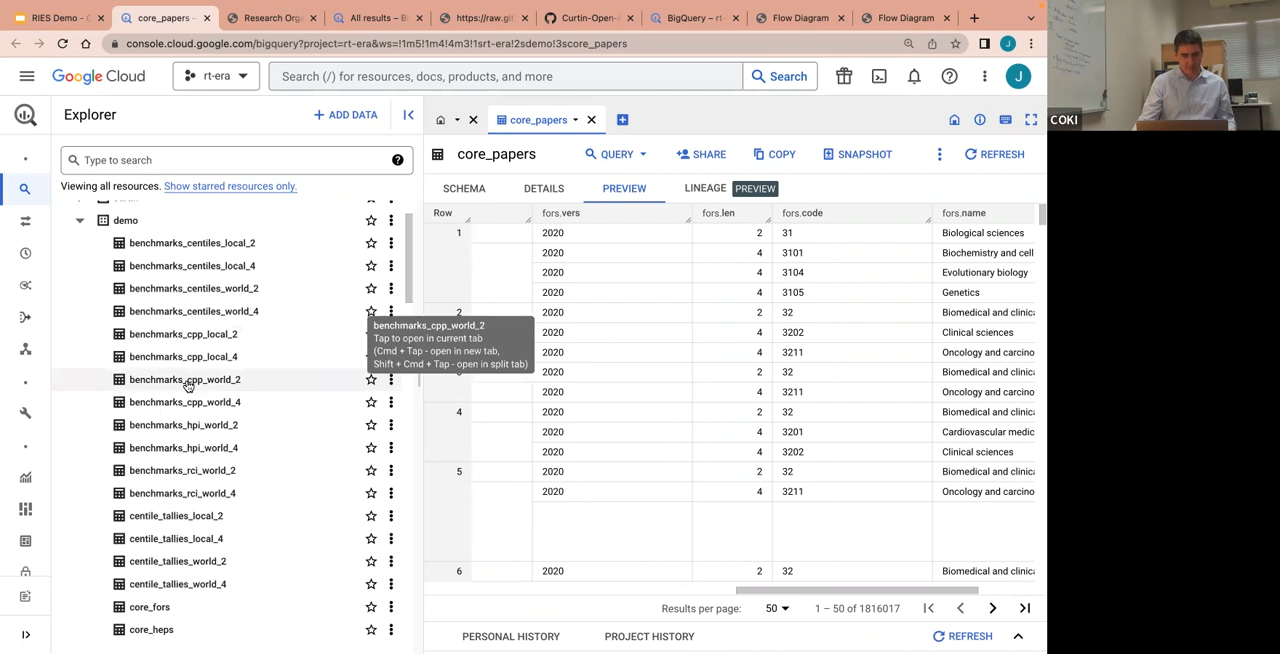 RIES Demo - C
core_papers –
Research Orga
All results – B
https://raw.git
Curtin-Open-
BigQuery – rt-
Flow Diagram
Flow Diagram
console.cloud.google.com/bigquery?project=rt-era&ws=!1m5!1m4!4m3!1srt-era!2sdemo!3score_papers
J
Google Cloud
rt-era
Search (/) for resources, docs, products, and more
Search
J
COKI
Explorer
+ ADD DATA
core_papers
Type to search
Viewing all resources. Show starred resources only.
core_papers
QUERY
SHARE
COPY
SNAPSHOT
REFRESH
SCHEMA
DETAILS
PREVIEW
LINEAGE
PREVIEW
demo
benchmarks_centiles_local_2
benchmarks_centiles_local_4
benchmarks_centiles_world_2
benchmarks_centiles_world_4
benchmarks_cpp_local_2
benchmarks_cpp_local_4
benchmarks_cpp_world_2
benchmarks_cpp_world_4
benchmarks_hpi_world_2
benchmarks_hpi_world_4
benchmarks_rci_world_2
benchmarks_rci_world_4
centile_tallies_local_2
centile_tallies_local_4
centile_tallies_world_2
centile_tallies_world_4
core_fors
core_heps
benchmarks_cpp_world_2
Tap to open in current tab
(Cmd + Tap - open in new tab,
Shift + Cmd + Tap - open in split tab)
Row fors.vers fors.len fors.code fors.name
1 2020 2 31 Biological sciences
2020 4 3101 Biochemistry and cell
2020 4 3104 Evolutionary biology
2020 4 3105 Genetics
2 2020 2 32 Biomedical and clinica
2020 4 3202 Clinical sciences
2020 4 3211 Oncology and carcino
2020 2 32 Biomedical and clinica
2020 4 3211 Oncology and carcino
4 2020 2 32 Biomedical and clinica
2020 4 3201 Cardiovascular medic
2020 4 3202 Clinical sciences
5 2020 2 32 Biomedical and clinica
2020 4 3211 Oncology and carcino
6 2020 2 32 Biomedical and clinica
Results per page: 50 1 – 50 of 1816017
PERSONAL HISTORY
PROJECT HISTORY
REFRESH